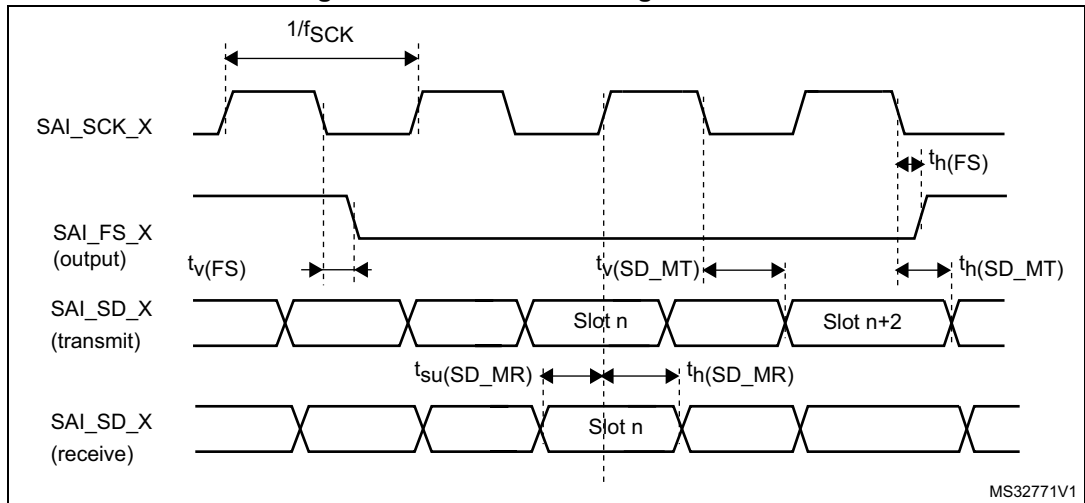 1/fSCK
SAI_SCK_X
th(FS)
SAI_FS_X
(output)
tv(FS)
tv(SD_MT)
th(SD_MT)
SAI_SD_X
(transmit)
Slot n
Slot n+2
tsu(SD_MR)
th(SD_MR)
SAI_SD_X
(receive)
Slot n
MS32771V1